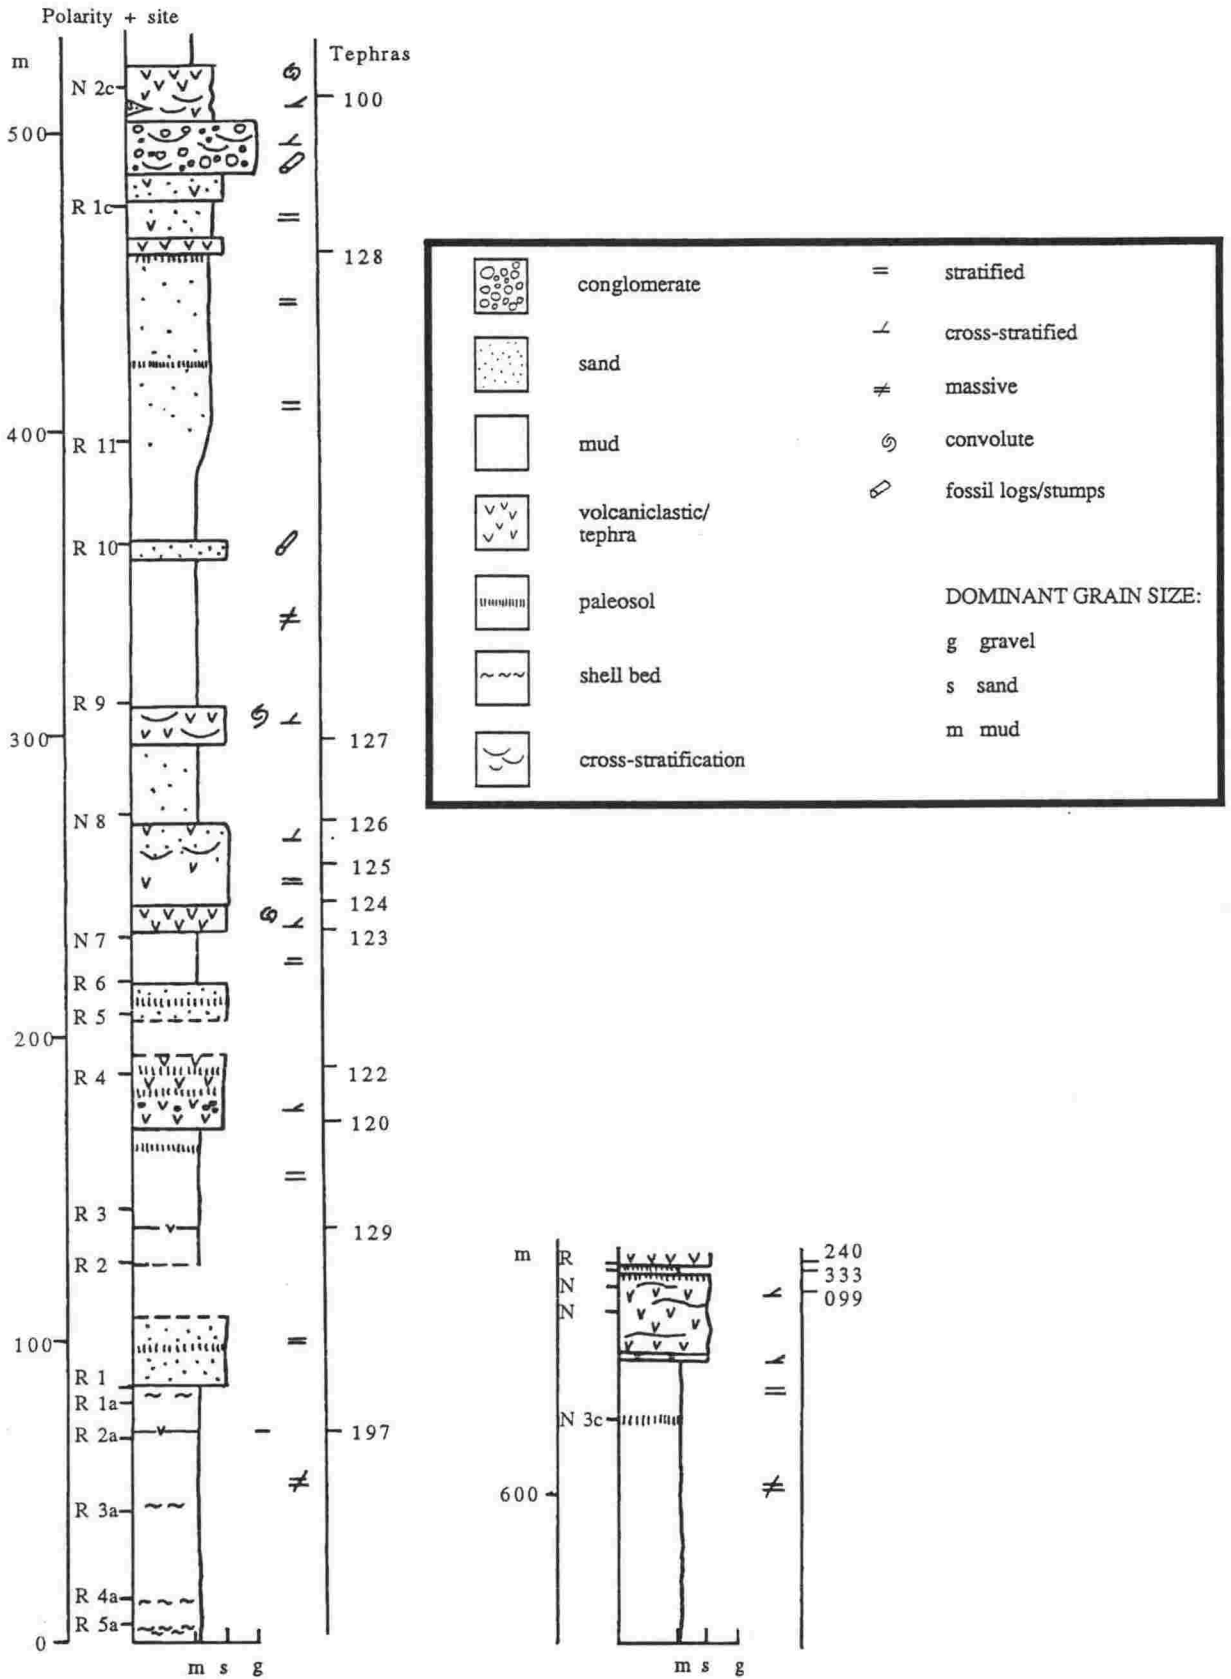 Polarity + site
m
Tephras
N 2c
100
500
R 1c
128
400
R 11
R 10
R 9
300
127
N 8
126
125
124
123
N 7
R 6
R 5
200
R 4
122
120
R 3
129
R 2
100
R 1
R 1a
R 2a
197
R 3a
R 4a
R 5a
0
m s g
conglomerate
sand
mud
volcaniclastic/
tephra
paleosol
shell bed
cross-stratification
stratified
cross-stratified
massive
convolute
fossil logs/stumps
DOMINANT GRAIN SIZE:
g gravel
s sand
m mud
m
R
240
N
333
N
099
N 3c
600
m s g